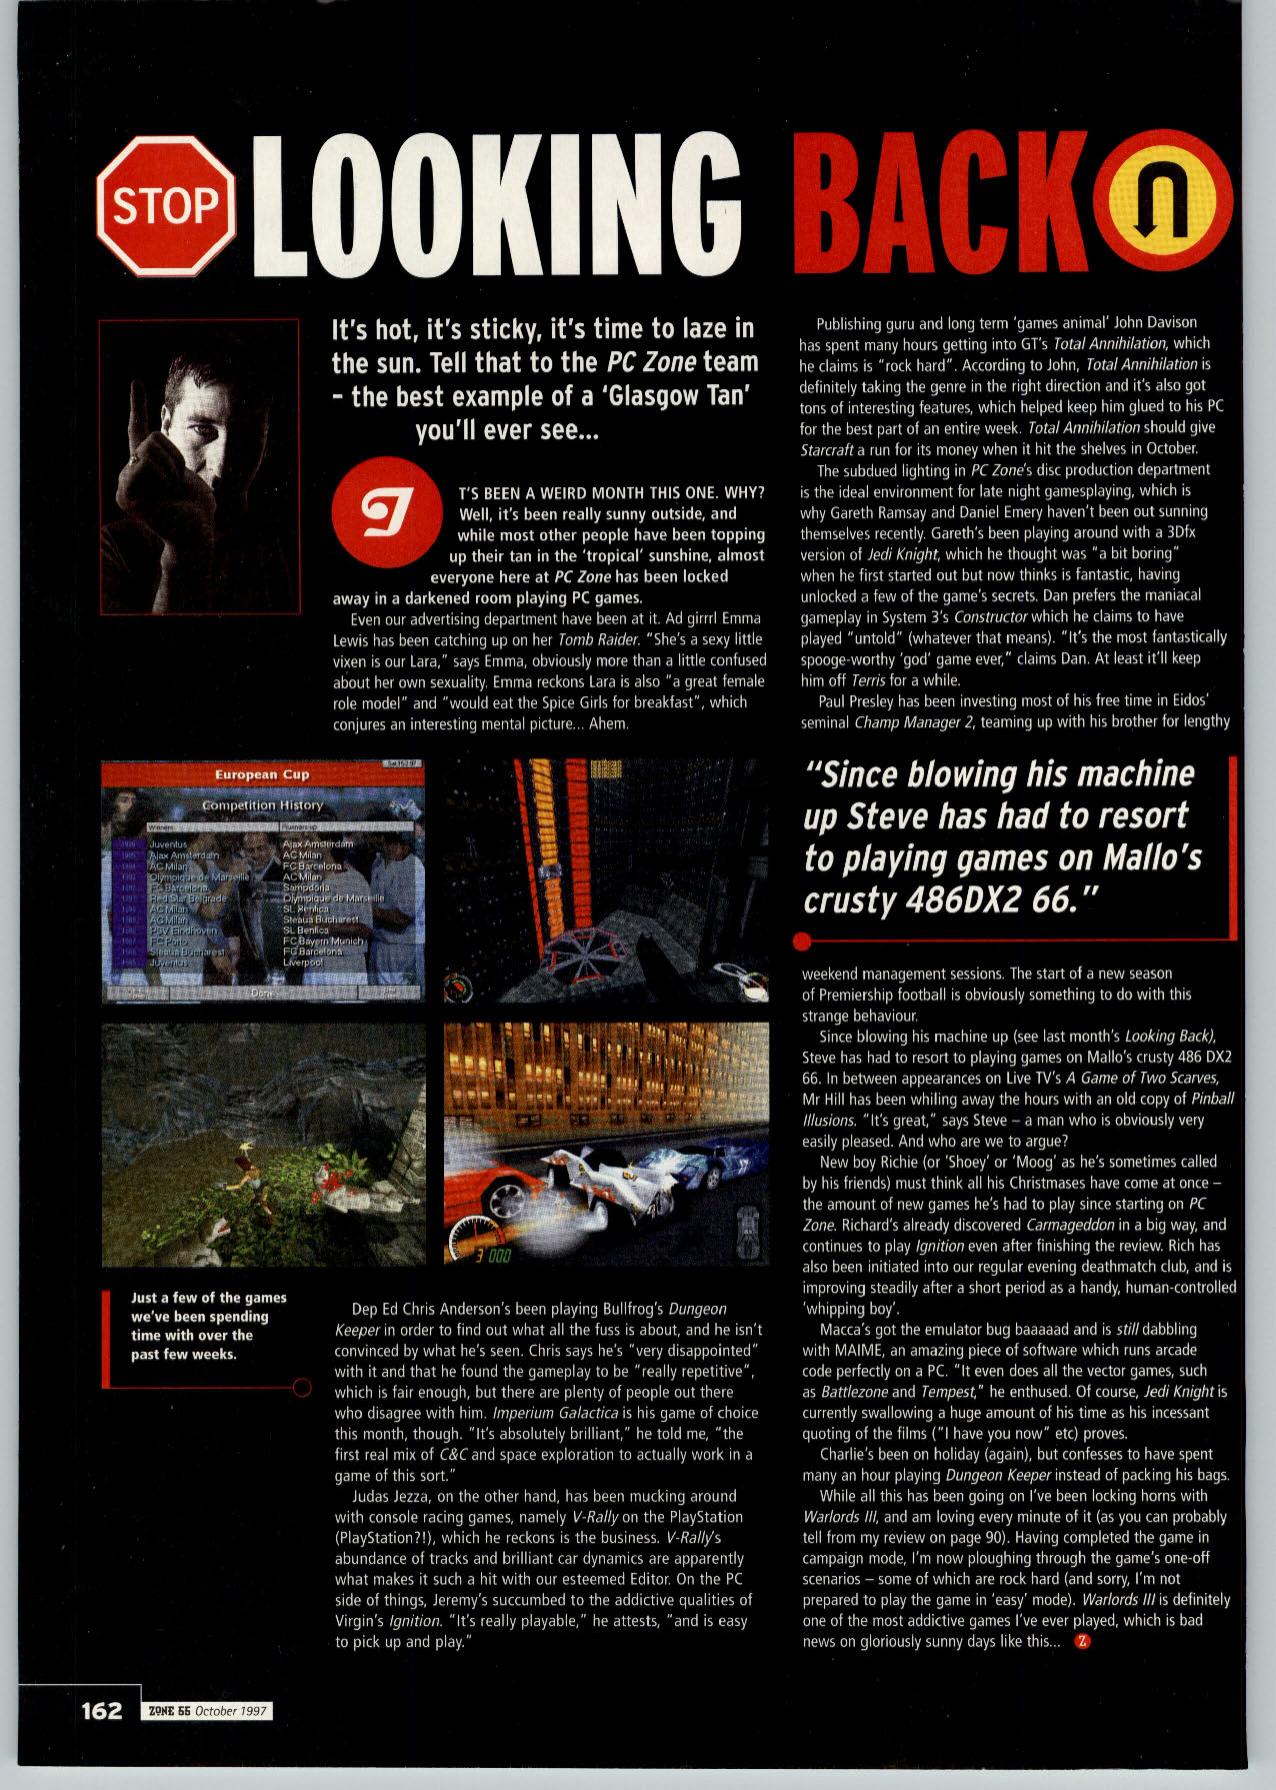 STOP LOOKING BACK
It's hot, it's sticky, it's time to laze in
the sun. Tell that to the PC Zone team
– the best example of a 'Glasgow Tan'
you'll ever see...
I
T'S BEEN A WEIRD MONTH THIS ONE. WHY?
Well, it's been really sunny outside, and
while most other people have been topping
up their tan in the 'tropical' sunshine, almost
everyone here at PC Zone has been locked
away in a darkened room playing PC games.
Even our advertising department have been at it. Ad girrrl Emma
Lewis has been catching up on her Tomb Raider. "She's a sexy little
vixen is our Lara," says Emma, obviously more than a little confused
about her own sexuality. Emma reckons Lara is also "a great female
role model" and "would eat the Spice Girls for breakfast", which
conjures an interesting mental picture... Ahem.
European Cup
Competition History
Winners Runners-up
Juventus Ajax Amsterdam
Ajax Amsterdam AC Milan
AC Milan FC Barcelona
Olympique de Marseille AC Milan
FC Barcelona Sampdoria
Red Star Belgrade Olympique de Marseille
AC Milan SL Benfica
AC Milan Steaua Bucharest
PSV Eindhoven SL Benfica
FC Porto FC Bayern Munich
Steaua Bucharest FC Barcelona
Juventus Liverpool
Done
3 000
Just a few of the games
we've been spending
time with over the
past few weeks.
Dep Ed Chris Anderson's been playing Bullfrog's Dungeon
Keeper in order to find out what all the fuss is about, and he isn't
convinced by what he's seen. Chris says he's "very disappointed"
with it and that he found the gameplay to be "really repetitive",
which is fair enough, but there are plenty of people out there
who disagree with him. Imperium Galactica is his game of choice
this month, though. "It's absolutely brilliant," he told me, "the
first real mix of C&C and space exploration to actually work in a
game of this sort."
Judas Jezza, on the other hand, has been mucking around
with console racing games, namely V-Rally on the PlayStation
(PlayStation?!), which he reckons is the business. V-Rally's
abundance of tracks and brilliant car dynamics are apparently
what makes it such a hit with our esteemed Editor. On the PC
side of things, Jeremy's succumbed to the addictive qualities of
Virgin's Ignition. "It's really playable," he attests, "and is easy
to pick up and play."
Publishing guru and long term 'games animal' John Davison
has spent many hours getting into GT's Total Annihilation, which
he claims is "rock hard". According to John, Total Annihilation is
definitely taking the genre in the right direction and it's also got
tons of interesting features, which helped keep him glued to his PC
for the best part of an entire week. Total Annihilation should give
Starcraft a run for its money when it hit the shelves in October.
The subdued lighting in PC Zone's disc production department
is the ideal environment for late night gamesplaying, which is
why Gareth Ramsay and Daniel Emery haven't been out sunning
themselves recently. Gareth's been playing around with a 3Dfx
version of Jedi Knight, which he thought was "a bit boring"
when he first started out but now thinks is fantastic, having
unlocked a few of the game's secrets. Dan prefers the maniacal
gameplay in System 3's Constructor which he claims to have
played "untold" (whatever that means). "It's the most fantastically
spooge-worthy 'god' game ever," claims Dan. At least it'll keep
him off Terris for a while.
Paul Presley has been investing most of his free time in Eidos'
seminal Champ Manager 2, teaming up with his brother for lengthy
"Since blowing his machine
up Steve has had to resort
to playing games on Mallo's
crusty 486DX2 66."
weekend management sessions. The start of a new season
of Premiership football is obviously something to do with this
strange behaviour.
Since blowing his machine up (see last month's Looking Back),
Steve has had to resort to playing games on Mallo's crusty 486 DX2
66. In between appearances on Live TV's A Game of Two Scarves,
Mr Hill has been whiling away the hours with an old copy of Pinball
Illusions. "It's great," says Steve – a man who is obviously very
easily pleased. And who are we to argue?
New boy Richie (or 'Shoey' or 'Moog' as he's sometimes called
by his friends) must think all his Christmases have come at once –
the amount of new games he's had to play since starting on PC
Zone. Richard's already discovered Carmageddon in a big way, and
continues to play Ignition even after finishing the review. Rich has
also been initiated into our regular evening deathmatch club, and is
improving steadily after a short period as a handy, human-controlled
'whipping boy'.
Macca's got the emulator bug baaaaad and is still dabbling
with MAIME, an amazing piece of software which runs arcade
code perfectly on a PC. "It even does all the vector games, such
as Battlezone and Tempest," he enthused. Of course, Jedi Knight is
currently swallowing a huge amount of his time as his incessant
quoting of the films ("I have you now" etc) proves.
Charlie's been on holiday (again), but confesses to have spent
many an hour playing Dungeon Keeper instead of packing his bags.
While all this has been going on I've been locking horns with
Warlords III, and am loving every minute of it (as you can probably
tell from my review on page 90). Having completed the game in
campaign mode, I'm now ploughing through the game's one-off
scenarios – some of which are rock hard (and sorry, I'm not
prepared to play the game in 'easy' mode). Warlords III is definitely
one of the most addictive games I've ever played, which is bad
news on gloriously sunny days like this... Z
162 ZONE 55 October 1997